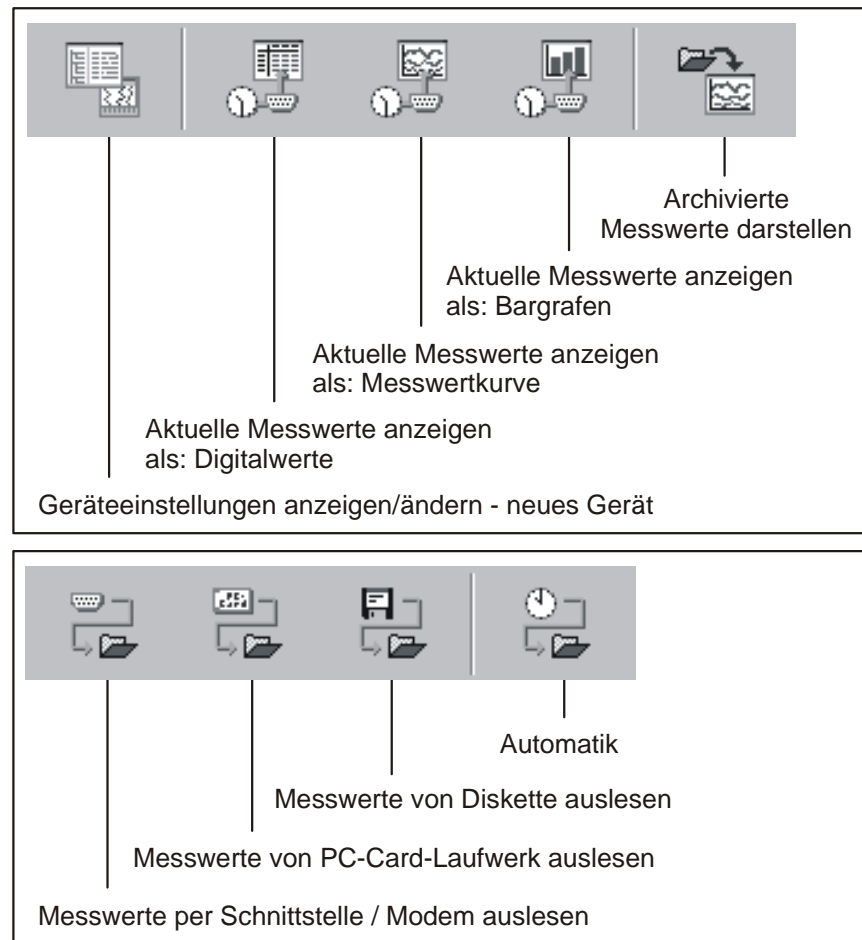 Archivierte
Messwerte darstellen
Aktuelle Messwerte anzeigen
als: Bargrafen
Aktuelle Messwerte anzeigen
als: Messwertkurve
Aktuelle Messwerte anzeigen
als: Digitalwerte
Geräteeinstellungen anzeigen/ändern - neues Gerät
PC-
CARD
Automatik
Messwerte von Diskette auslesen
Messwerte von PC-Card-Laufwerk auslesen
Messwerte per Schnittstelle / Modem auslesen